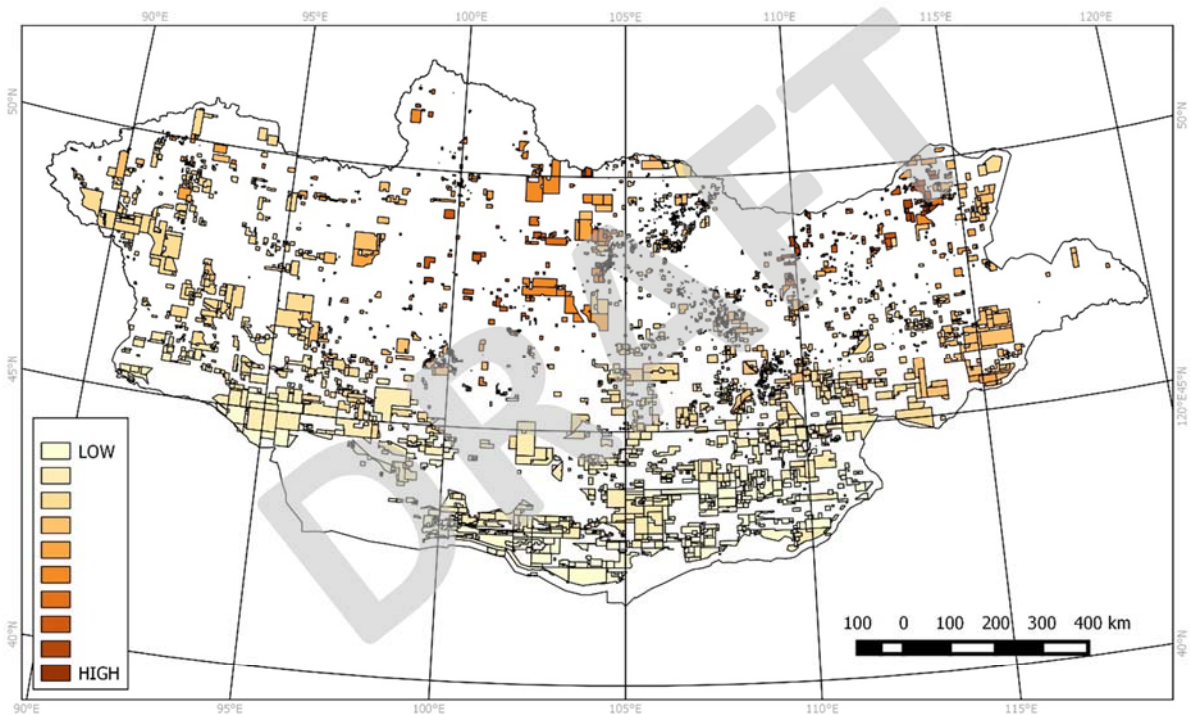 90°E 95°E 100°E 105°E 110°E 115°E 120°E
50°N 50°N
DRAFT
45°N 120°E 45°N
LOW
HIGH
100 0 100 200 300 400 km
40°N 40°N
90°E 95°E 100°E 105°E 110°E 115°E